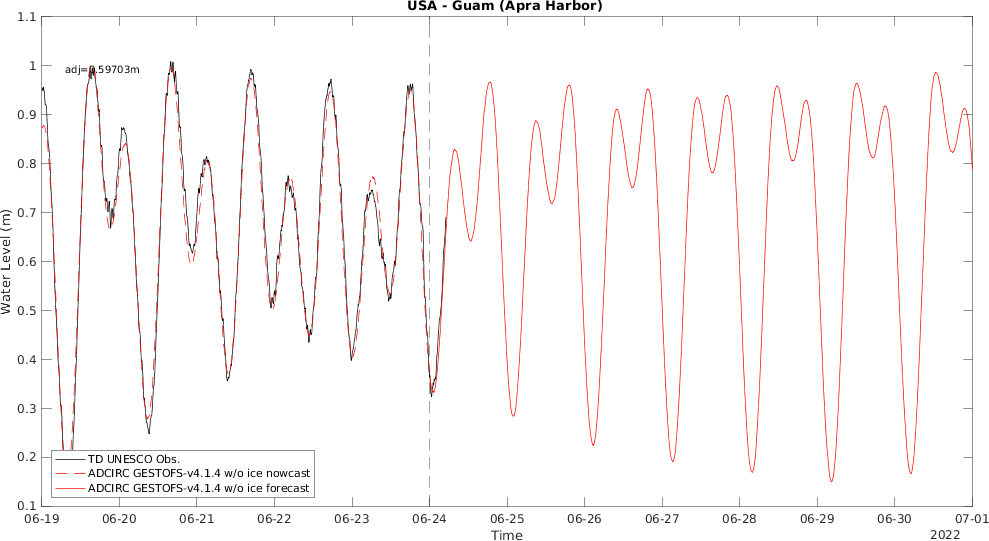 USA - Guam (Apra Harbor)
1.1
1
0.9
0.8
0.7
0.6
0.5
0.4
0.3
0.2
0.1
Water Level (m)
adj=0.59703m
TD UNESCO Obs.
ADCIRC GESTOFS-v4.1.4 w/o ice nowcast
ADCIRC GESTOFS-v4.1.4 w/o ice forecast
06-19 06-20 06-21 06-22 06-23 06-24 06-25 06-26 06-27 06-28 06-29 06-30 07-01
Time
2022